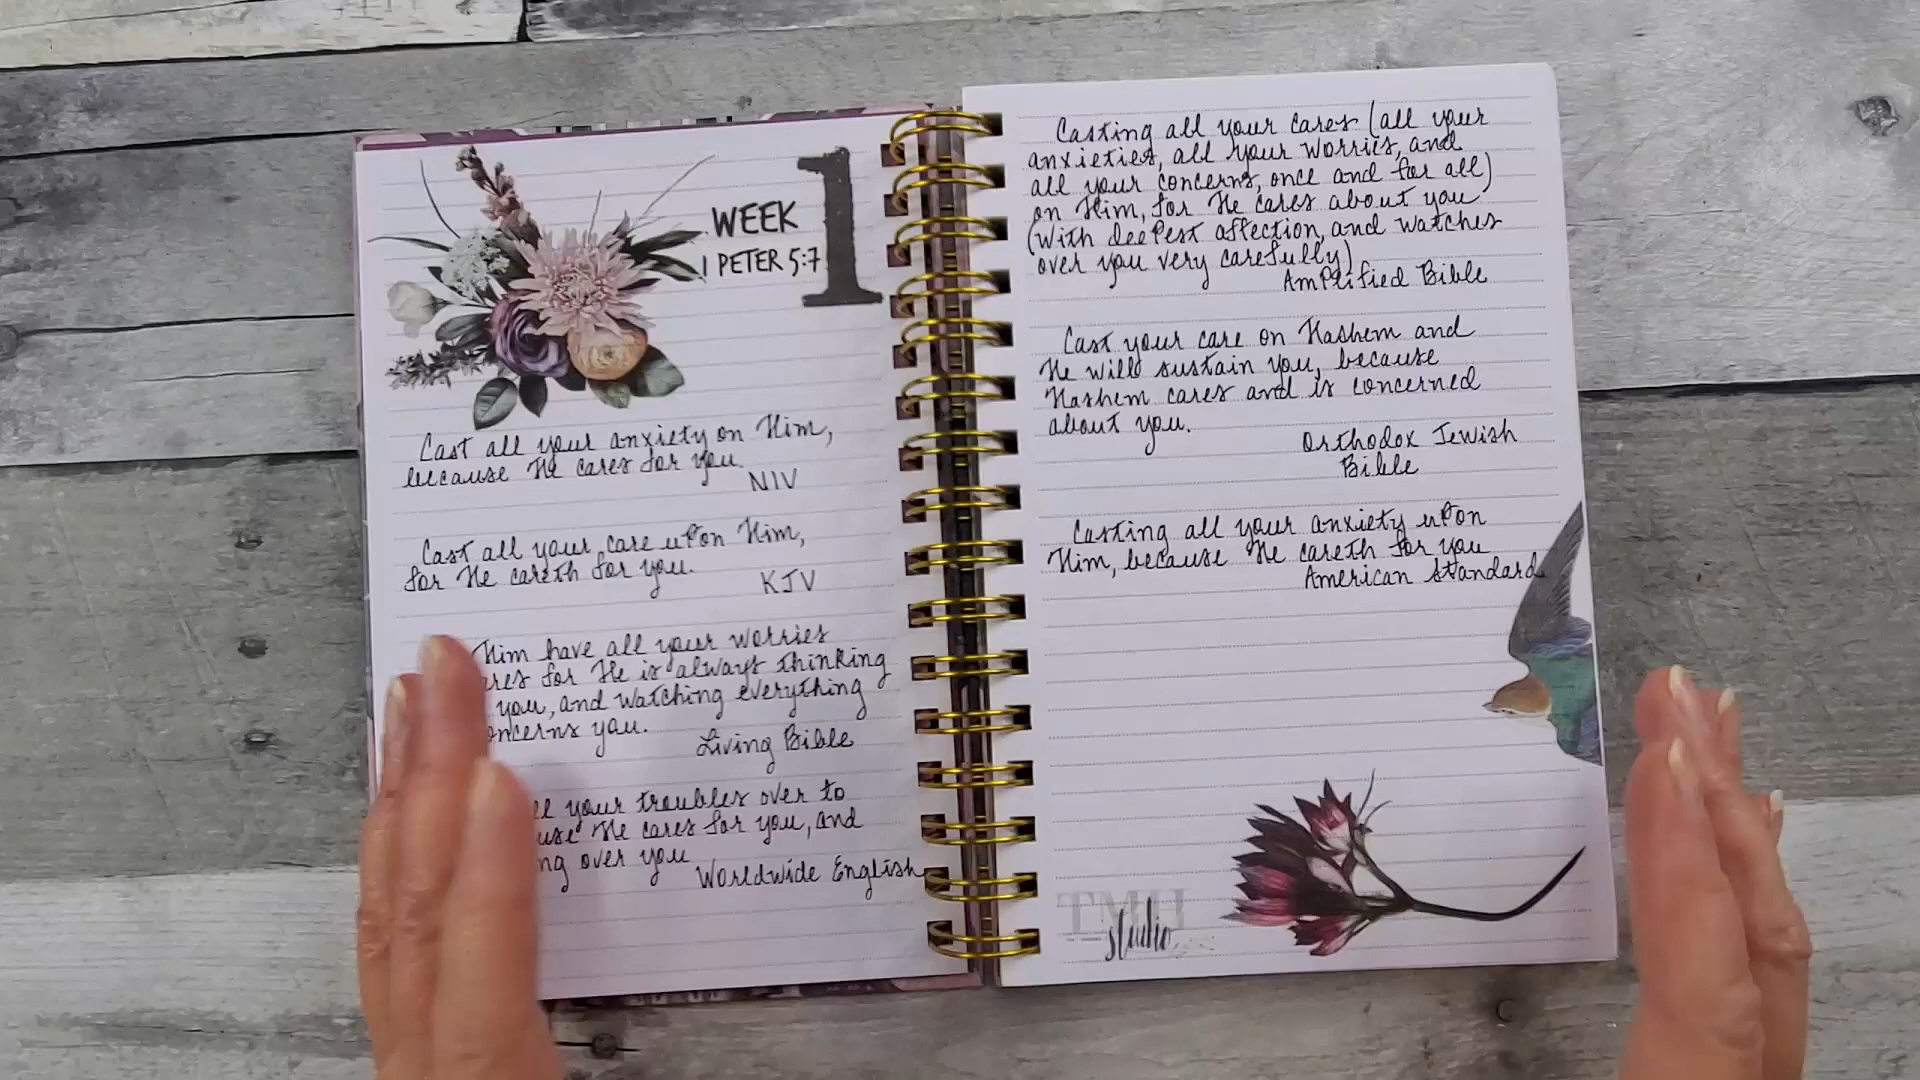 WEEK 1
1 PETER 5:7
Cast all your anxiety on Him,
because He cares for you.
NIV
Cast all your care upon Him,
for He careth for you.
KJV
Him have all your worries
for He is always thinking
you, and watching everything
concerns you.
Living Bible
your troubles over to
He cares for you, and
over you
Worldwide English
Casting all your cares (all your
anxieties, all your worries, and
all your concerns, once and for all)
on Him, for He cares about you
(with deepest affection, and watches
over you very carefully)
Amplified Bible
Cast your care on Hashem and
He will sustain you, because
Hashem cares and is concerned
about you.
Orthodox Jewish
Bible
Casting all your anxiety upon
Him, because He careth for you
American Standard
TMH
studio